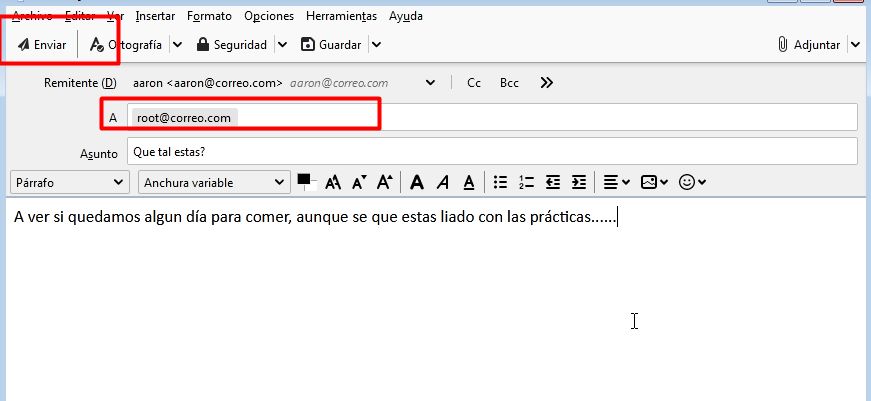 Archivo Editar Ver Insertar Formato Opciones Herramientas Ayuda
Enviar Ortografía Seguridad Guardar Adjuntar
Remitente (D) aaron <aaron@correo.com> aaron@correo.com Cc Bcc
A root@correo.com
Asunto Que tal estas?
Párrafo Anchura variable
A ver si quedamos algun día para comer, aunque se que estas liado con las prácticas......